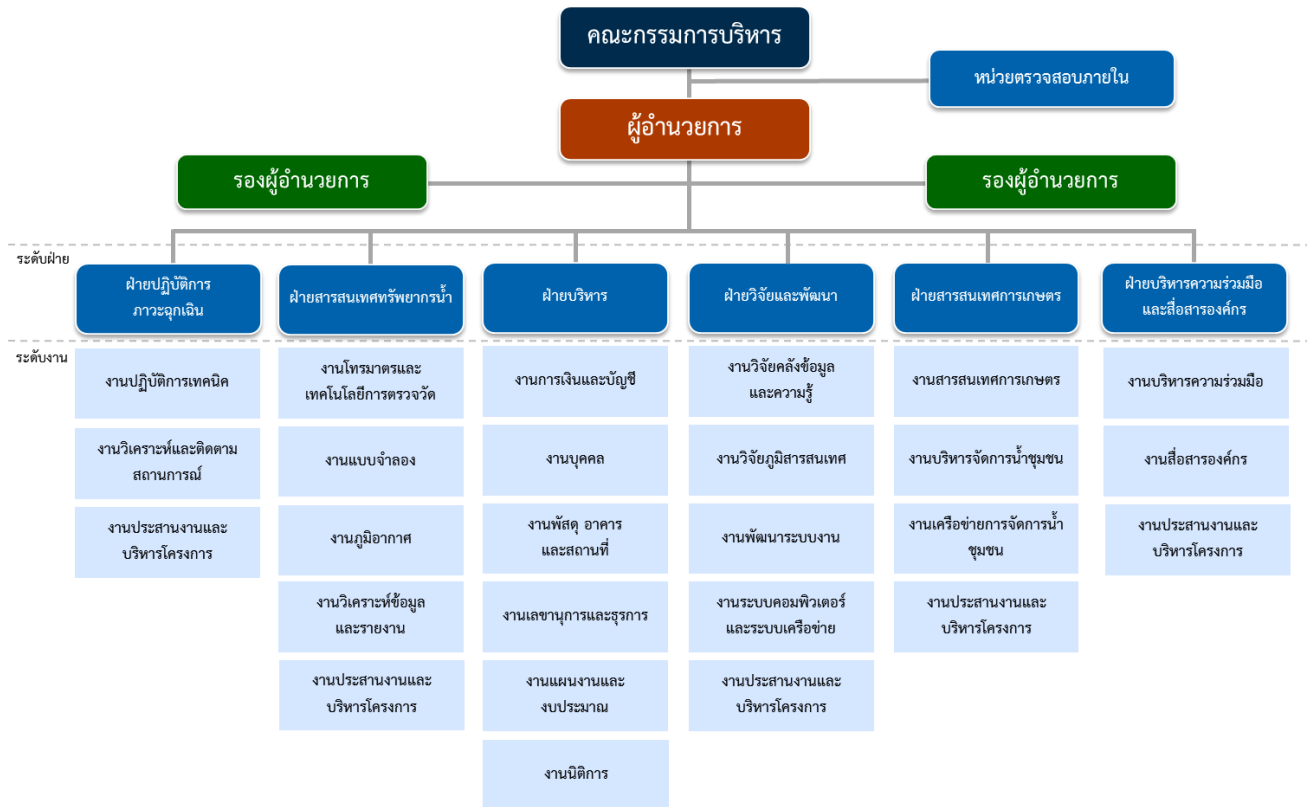 คณะกรรมการบริหาร
หน่วยตรวจสอบภายใน
ผู้อำนวยการ
รองผู้อำนวยการ
รองผู้อำนวยการ
ระดับฝ่าย
ฝ่ายปฏิบัติการ
ภาวะฉุกเฉิน
ฝ่ายสารสนเทศทรัพยากรน้ำ
ฝ่ายบริหาร
ฝ่ายวิจัยและพัฒนา
ฝ่ายสารสนเทศการเกษตร
ฝ่ายบริหารความร่วมมือ
และสื่อสารองค์กร
ระดับงาน
งานปฏิบัติการเทคนิค
งานวิเคราะห์และติดตาม
สถานการณ์
งานประสานงานและ
บริหารโครงการ
งานโทรมาตรและ
เทคโนโลยีการตรวจวัด
งานแบบจำลอง
งานภูมิอากาศ
งานวิเคราะห์ข้อมูล
และรายงาน
งานประสานงานและ
บริหารโครงการ
งานการเงินและบัญชี
งานบุคคล
งานพัสดุ อาคาร
และสถานที่
งานเลขานุการและธุรการ
งานแผนงานและ
งบประมาณ
งานนิติการ
งานวิจัยคลังข้อมูล
และความรู้
งานวิจัยภูมิสารสนเทศ
งานพัฒนาระบบงาน
งานระบบคอมพิวเตอร์
และระบบเครือข่าย
งานประสานงานและ
บริหารโครงการ
งานสารสนเทศการเกษตร
งานบริหารจัดการน้ำชุมชน
งานเครือข่ายการจัดการน้ำ
ชุมชน
งานประสานงานและ
บริหารโครงการ
งานบริหารความร่วมมือ
งานสื่อสารองค์กร
งานประสานงานและ
บริหารโครงการ